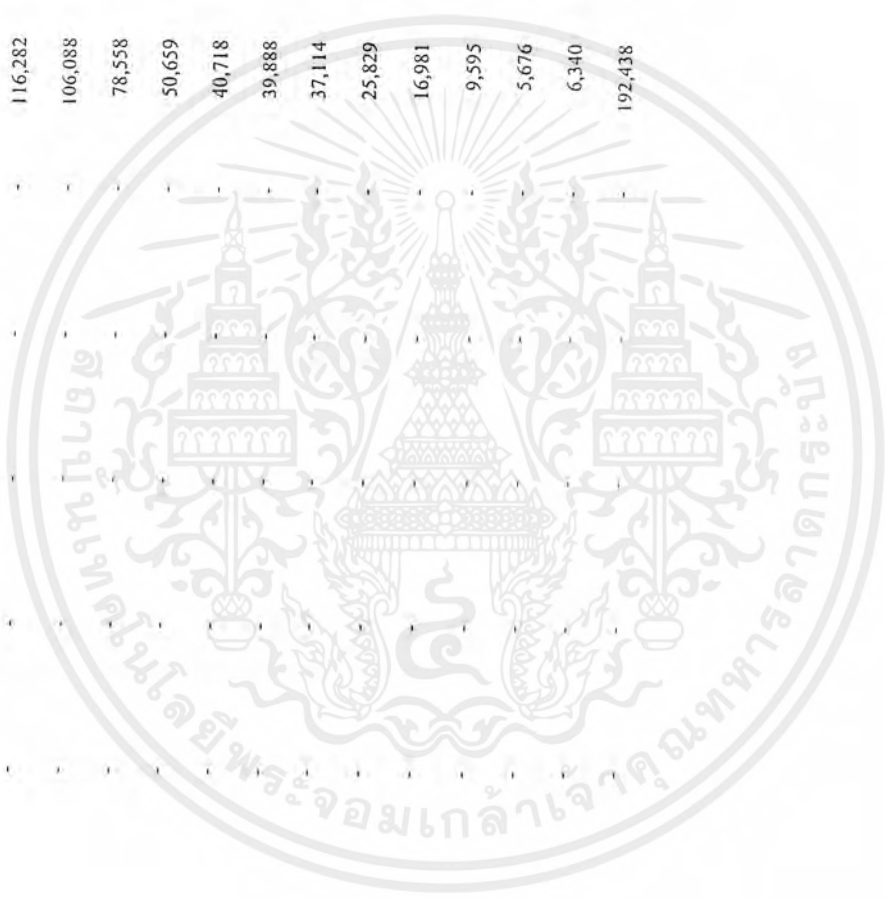 - - - - - 116,282
- - - - - 106,088
- - - - - 78,558
- - - - - 50,659
- - - - - 40,718
- - - - - 39,888
- - - - - 37,114
- - - - - 25,829
- - - - - 16,981
- - - - - 9,595
- - - - - 5,676
- - - - - 6,340
- - - - - 192,438
สถาบันเทคโนโลยีพระจอมเกล้าเจ้าคุณทหารลาดกระบัง
๔